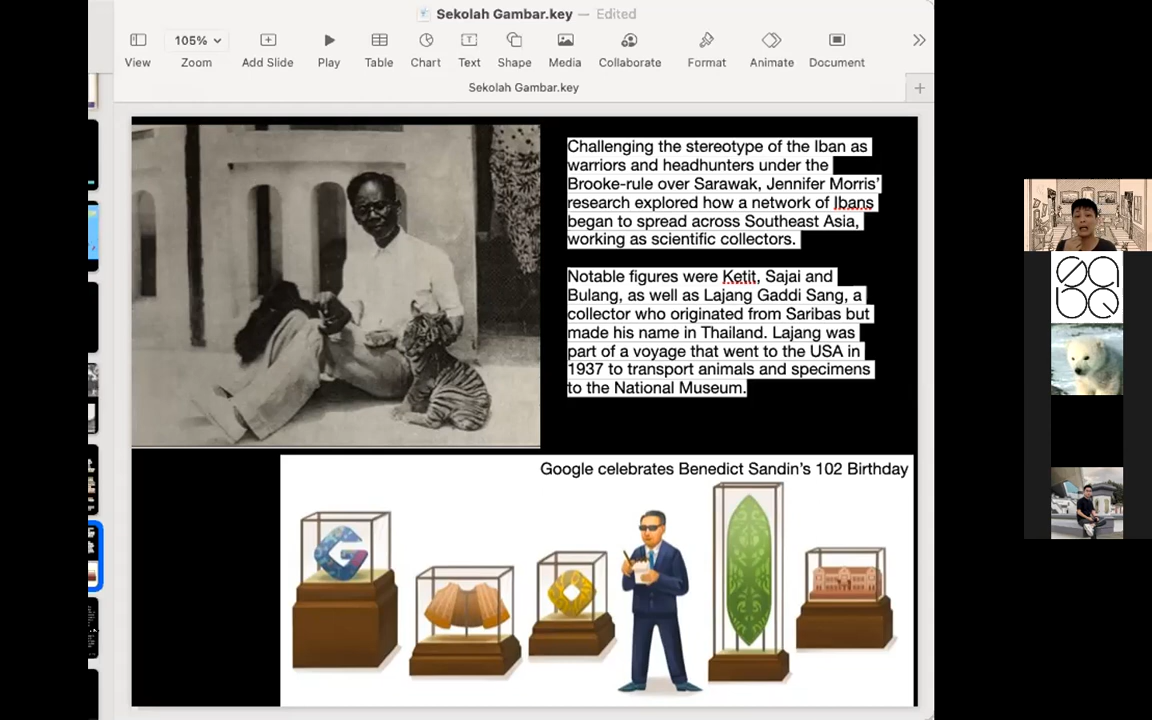 Sekolah Gambar.key — Edited
105%
View
Zoom
Add Slide
Play
Table
Chart
Text
Shape
Media
Collaborate
Format
Animate
Document
Sekolah Gambar.key
Challenging the stereotype of the Iban as
warriors and headhunters under the
Brooke-rule over Sarawak, Jennifer Morris'
research explored how a network of Ibans
began to spread across Southeast Asia,
working as scientific collectors.
Notable figures were Ketit, Sajai and
Bulang, as well as Lajang Gaddi Sang, a
collector who originated from Saribas but
made his name in Thailand. Lajang was
part of a voyage that went to the USA in
1937 to transport animals and specimens
to the National Museum.
Google celebrates Benedict Sandin's 102 Birthday
G